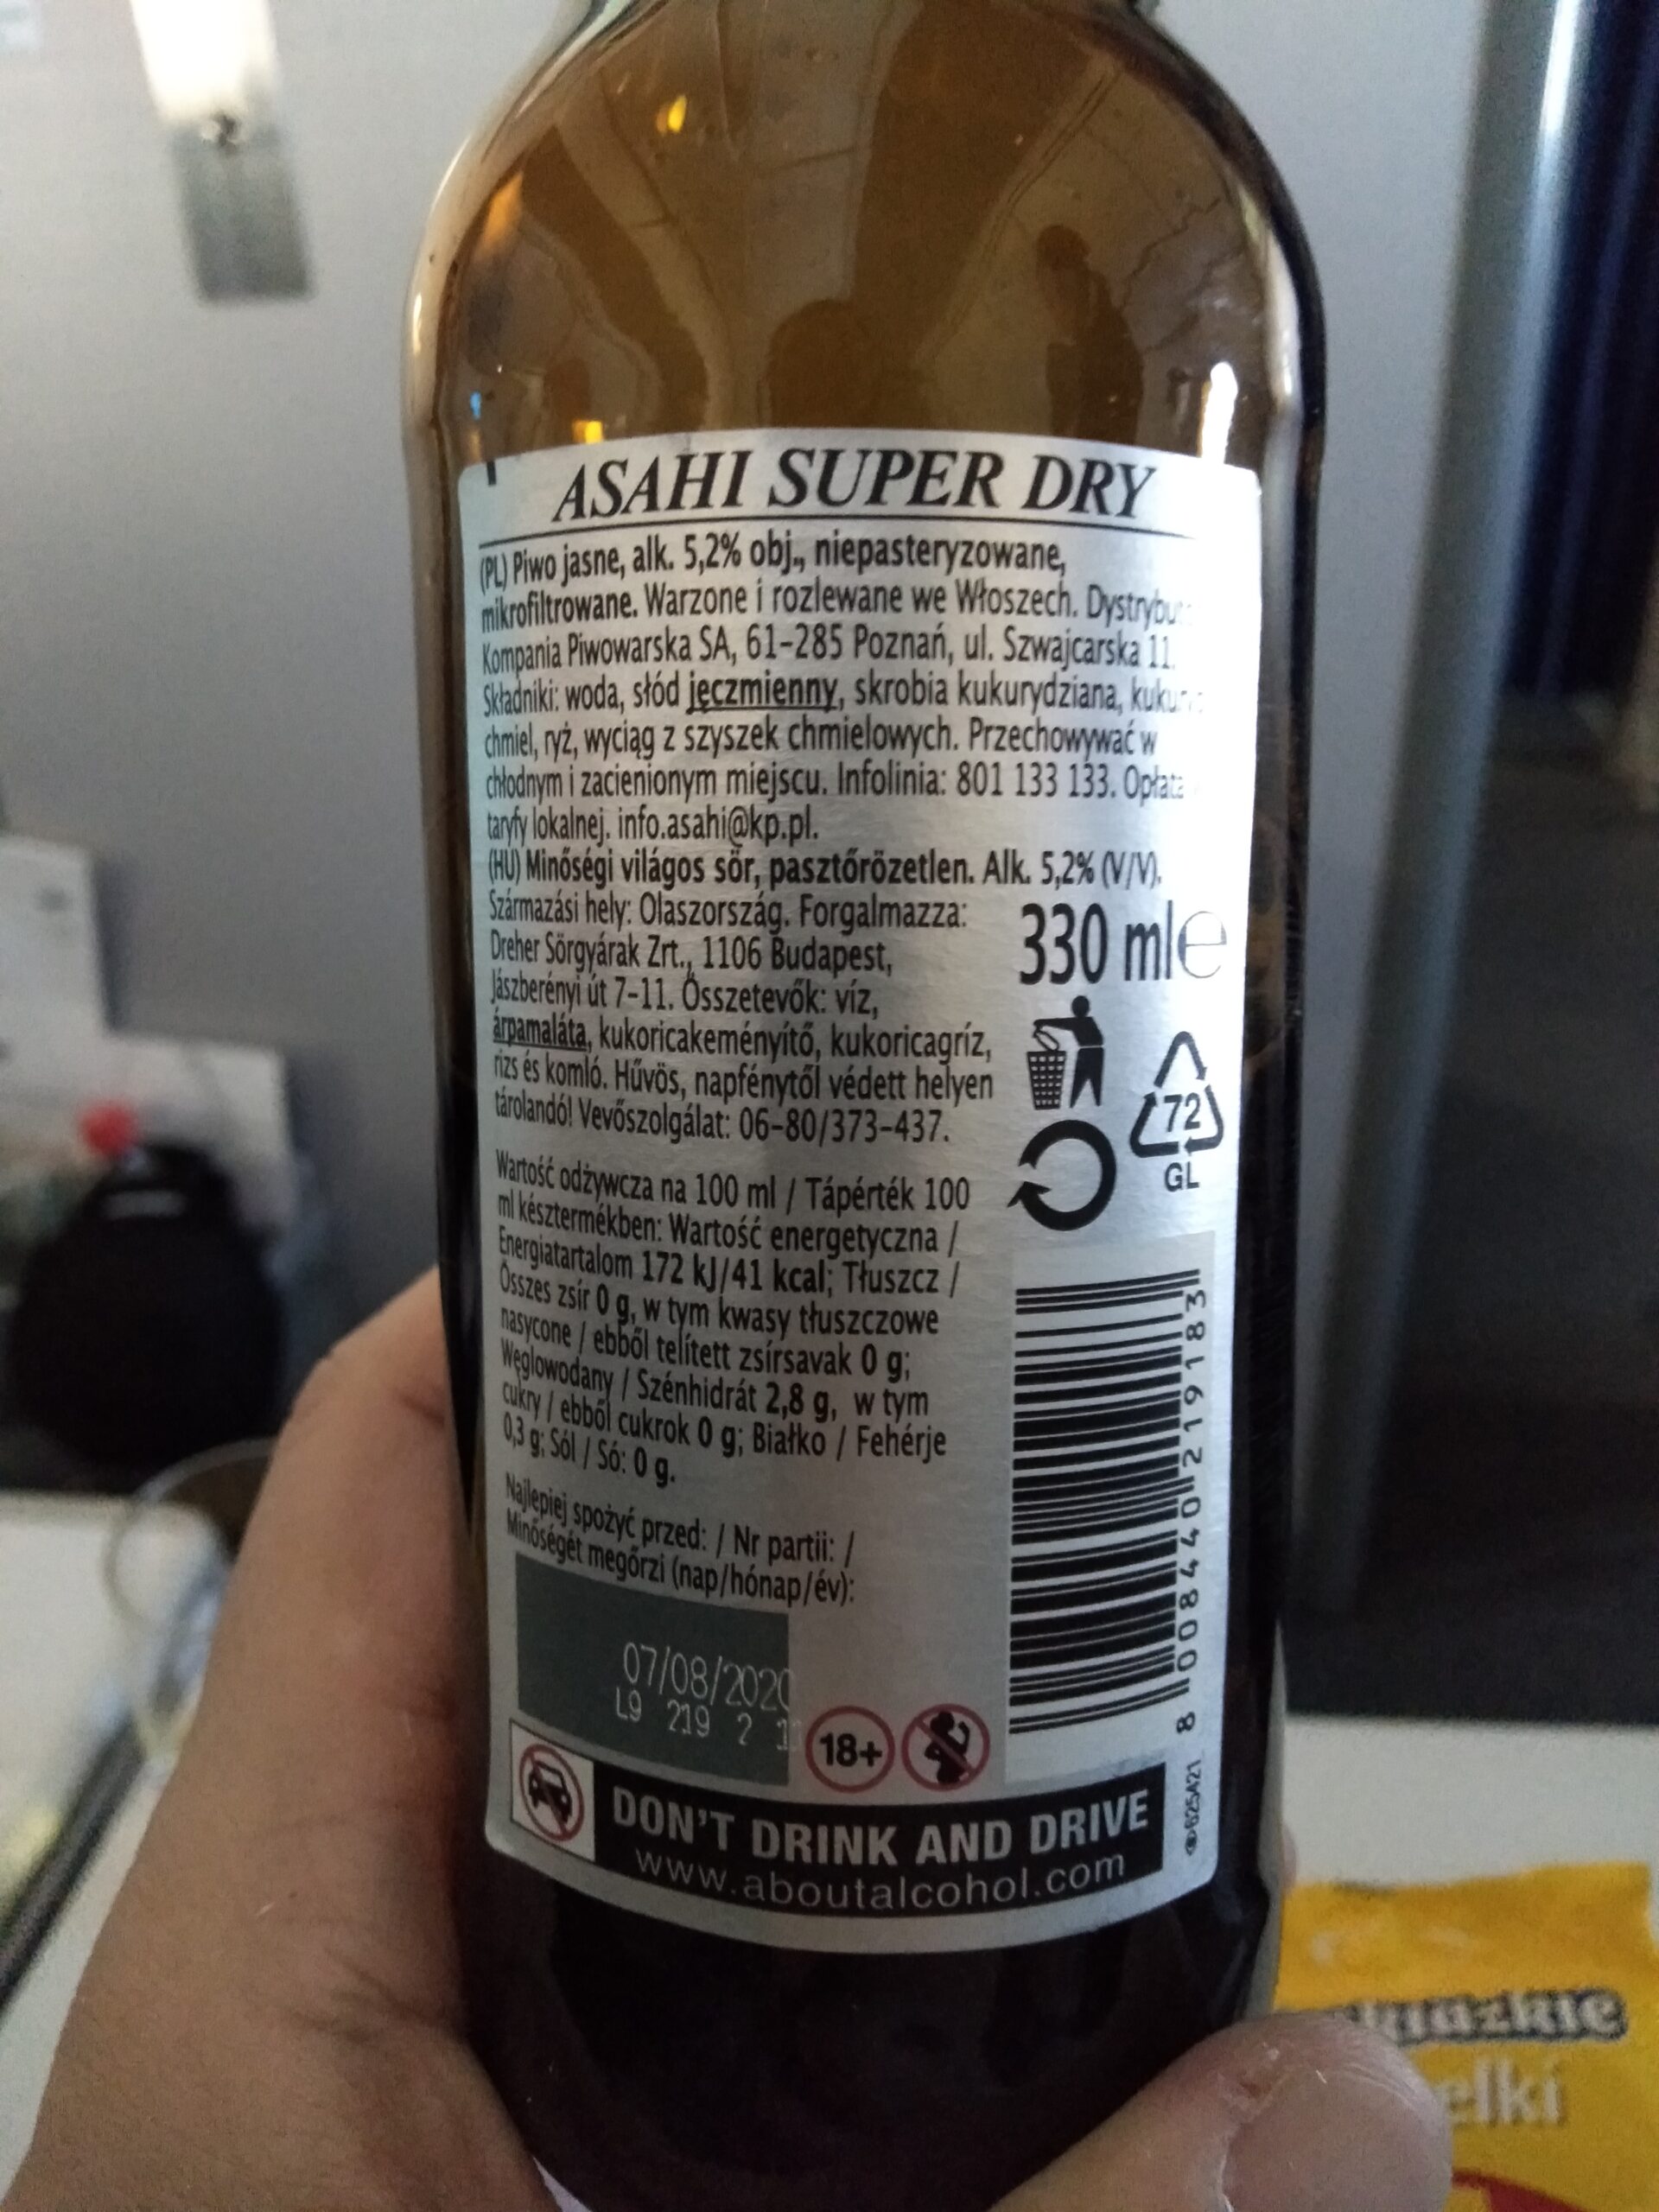 ASAHI SUPER DRY
(PL) Piwo jasne, alk. 5,2% obj., niepasteryzowane,
mikrofiltrowane. Warzone i rozlewane we Włoszech.
Kompania Piwowarska SA, 61-285 Poznań, ul. Szwajcarska 11.
Składniki: woda, słód jęczmienny, skrobia kukurydziana,
chmiel, ryż, wyciąg z szyszek chmielowych. Przechowywać w
chłodnym i zacienionym miejscu. Infolinia: 801 133 133. Opłata
taryfy lokalnej. info.asahi@kp.pl.
(HU) Minőségi világos sör, pasztőrözetlen. Alk. 5,2% (V/V).
Származási hely: Olaszország. Forgalmazza:
Dreher Sörgyárak Zrt., 1106 Budapest,
Jászberényi út 7-11. Összetevők: víz,
árpamaláta, kukoricakeményítő, kukoricagríz,
rizs és komló. Hűvös, napfénytől védett helyen
tárolandó! Vevőszolgálat: 06-80/373-437.
330 ml e
72
GL
Wartość odżywcza na 100 ml / Tápérték 100
ml késztermékben: Wartość energetyczna /
Energiatartalom 172 kJ/41 kcal; Tłuszcz /
Összes zsír 0 g, w tym kwasy tłuszczowe
nasycone / ebből telített zsírsavak 0 g;
Węglowodany / Szénhidrát 2,8 g, w tym
cukry / ebből cukrok 0 g; Białko / Fehérje
0,3 g; Sól / Só: 0 g.
Najlepiej spożyć przed: / Nr partii: /
Minőségét megőrzi (nap/hónap/év):
07/08/2020
L9 219 2 1
18+
8 008440 219183
625421
DON'T DRINK AND DRIVE
www.aboutalcohol.com
elki